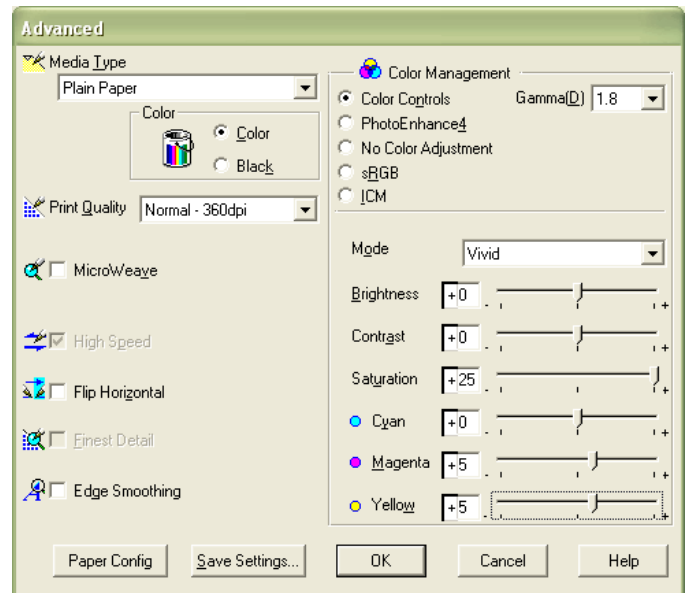 Advanced
Media Type
Plain Paper
Color
Color
Black
Print Quality Normal - 360dpi
MicroWeave
High Speed
Flip Horizontal
Finest Detail
Edge Smoothing
Color Management
Color Controls Gamma(D) 1.8
PhotoEnhance4
No Color Adjustment
sRGB
ICM
Mode Vivid
Brightness +0 - +
Contrast +0 - +
Saturation +25 - +
Cyan +0 - +
Magenta +5 - +
Yellow +5 - +
Paper Config Save Settings... OK Cancel Help